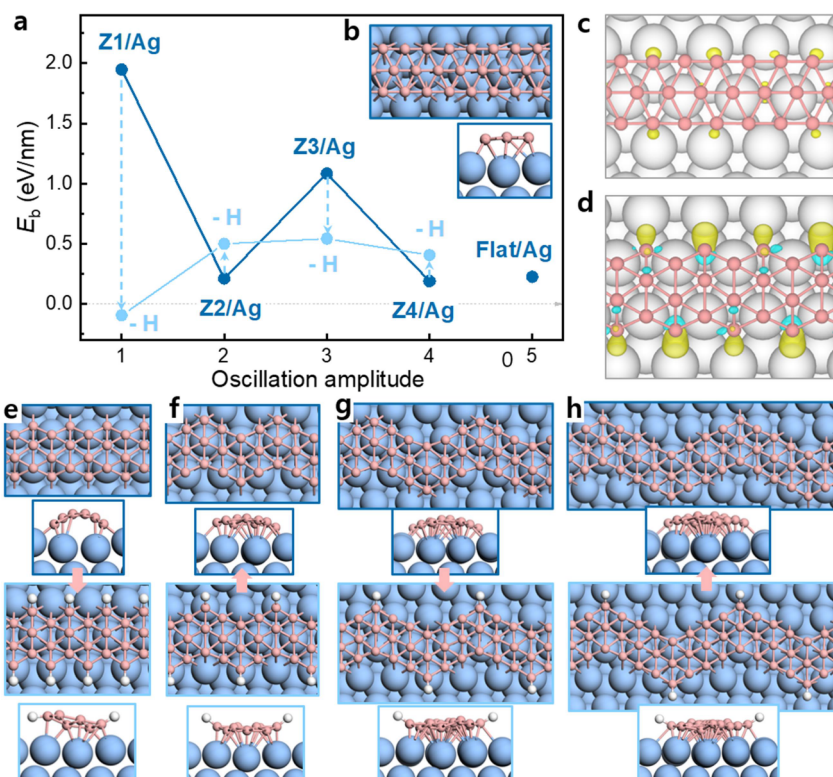 a
b
c
d
Z1/Ag
Z3/Ag
Flat/Ag
Z2/Ag
Z4/Ag
- H
- H
- H
- H
E_b (eV/nm)
2.0
1.5
1.0
0.5
0.0
1 2 3 4 0 5
Oscillation amplitude
e f g h